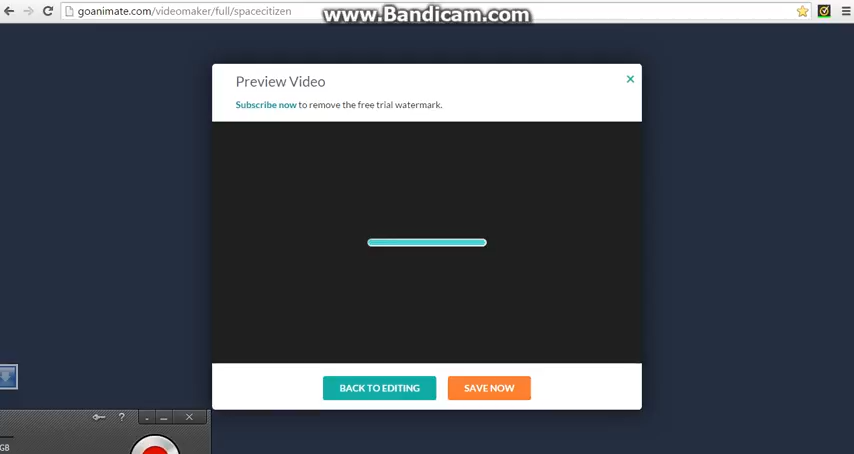 goanimate.com/videomaker/full/spacecitizen
www.Bandicam.com
Preview Video
Subscribe now to remove the free trial watermark.
BACK TO EDITING
SAVE NOW
?
GB